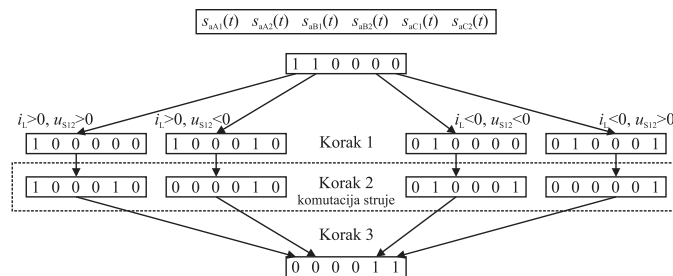 s_aA1(t) s_aA2(t) s_aB1(t) s_aB2(t) s_aC1(t) s_aC2(t)
1 1 0 0 0 0
i_L>0, u_S12>0 i_L>0, u_S12<0 i_L<0, u_S12<0 i_L<0, u_S12>0
1 0 0 0 0 0 1 0 0 0 1 0 Korak 1 0 1 0 0 0 0 0 1 0 0 0 1
1 0 0 0 1 0 0 0 0 0 1 0 Korak 2 0 1 0 0 0 1 0 0 0 0 0 1
komutacija struje
Korak 3
0 0 0 0 1 1